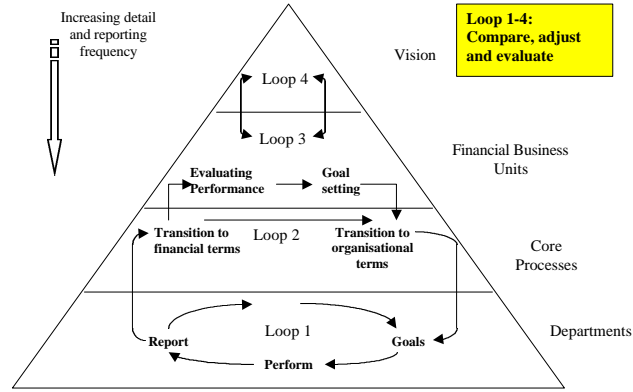 Increasing detail
and reporting
frequency
Loop 1-4:
Compare, adjust
and evaluate
Vision
Loop 4
Loop 3
Financial Business
Units
Evaluating
Performance
Goal
setting
Transition to
financial terms
Loop 2
Transition to
organisational
terms
Core
Processes
Loop 1
Departments
Report
Goals
Perform